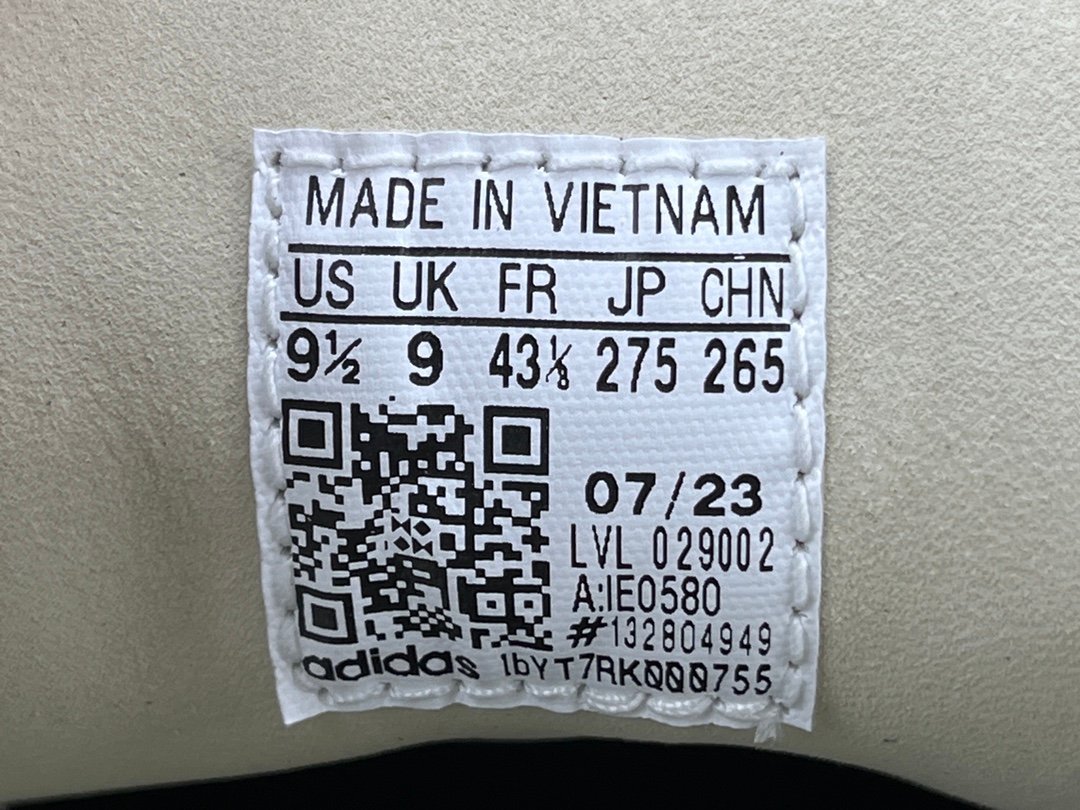 MADE IN VIETNAM
US UK FR JP CHN
9½ 9 43⅓ 275 265
07/23
LVL 029002
A:IE0580
#132804949
adidas 1bYT7RK000755